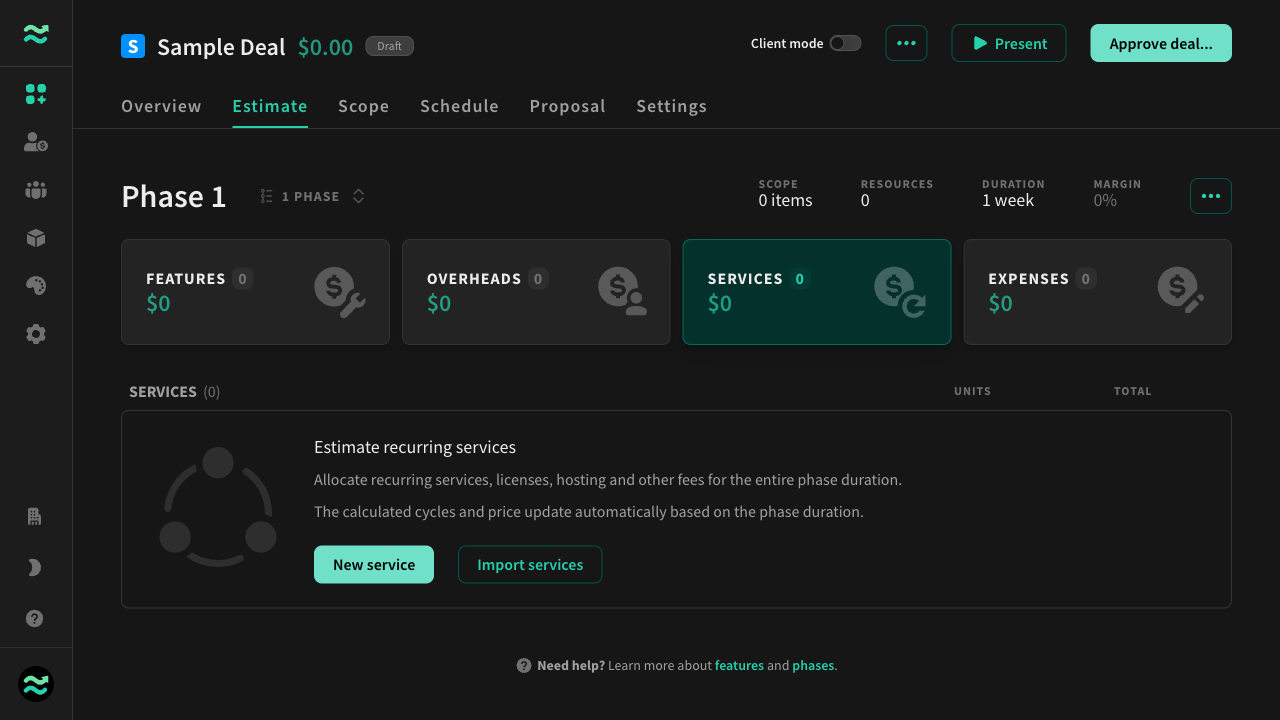 S Sample Deal $0.00 Draft
Client mode
Present
Approve deal...
Overview Estimate Scope Schedule Proposal Settings
Phase 1
1 PHASE
SCOPE RESOURCES DURATION MARGIN
0 items 0 1 week 0%
FEATURES 0
$0
OVERHEADS 0
$0
SERVICES 0
$0
EXPENSES 0
$0
SERVICES (0) UNITS TOTAL
Estimate recurring services
Allocate recurring services, licenses, hosting and other fees for the entire phase duration.
The calculated cycles and price update automatically based on the phase duration.
New service Import services
Need help? Learn more about features and phases.